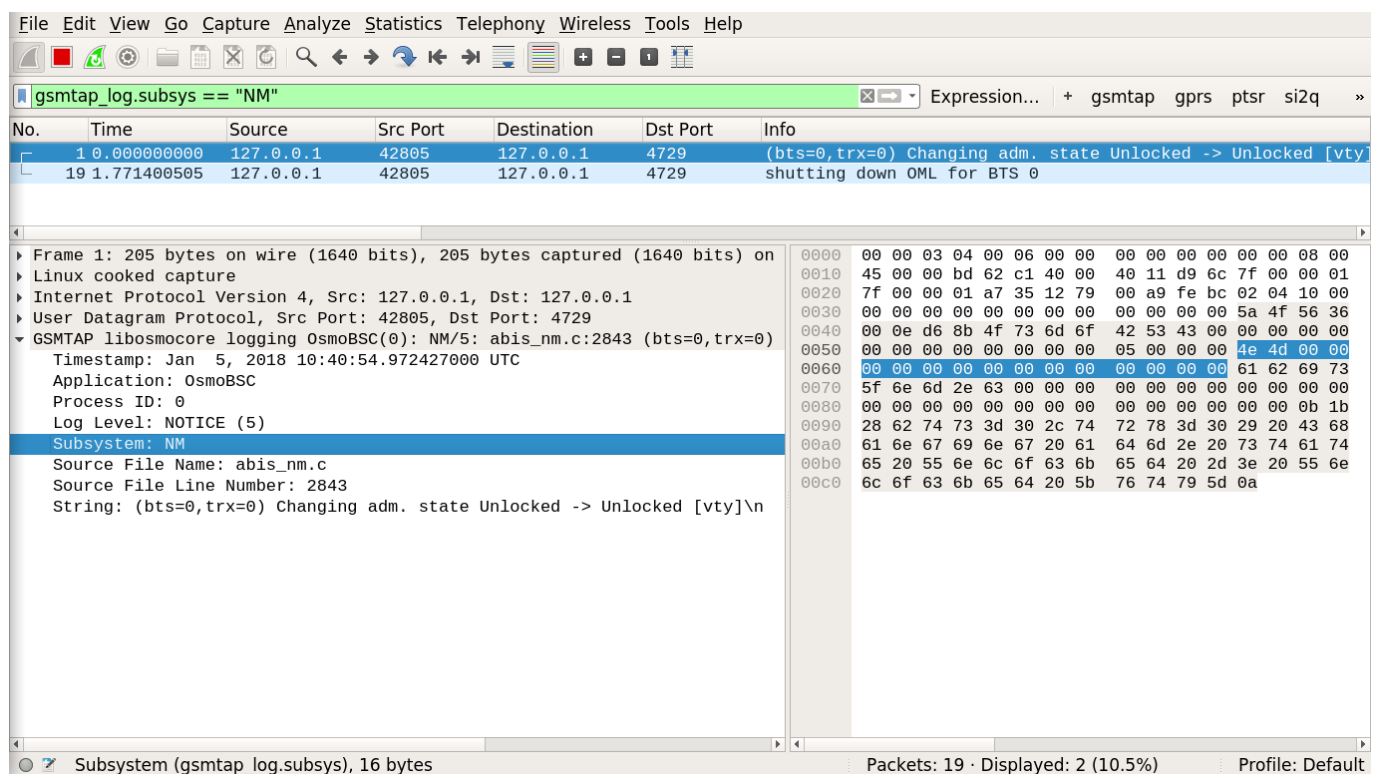 File Edit View Go Capture Analyze Statistics Telephony Wireless Tools Help
gsmtap_log.subsys == "NM" Expression... + gsmtap gprs ptsr si2q »
No. Time Source Src Port Destination Dst Port Info
1 0.000000000 127.0.0.1 42805 127.0.0.1 4729 (bts=0,trx=0) Changing adm. state Unlocked -> Unlocked [vty]
19 1.771400505 127.0.0.1 42805 127.0.0.1 4729 shutting down OML for BTS 0
Frame 1: 205 bytes on wire (1640 bits), 205 bytes captured (1640 bits) on
Linux cooked capture
Internet Protocol Version 4, Src: 127.0.0.1, Dst: 127.0.0.1
User Datagram Protocol, Src Port: 42805, Dst Port: 4729
GSMTAP libosmocore logging OsmoBSC(0): NM/5: abis_nm.c:2843 (bts=0,trx=0)
Timestamp: Jan  5, 2018 10:40:54.972427000 UTC
Application: OsmoBSC
Process ID: 0
Log Level: NOTICE (5)
Subsystem: NM
Source File Name: abis_nm.c
Source File Line Number: 2843
String: (bts=0,trx=0) Changing adm. state Unlocked -> Unlocked [vty]\n
0000 00 00 03 04 00 06 00 00 00 00 00 00 00 00 08 00
0010 45 00 00 bd 62 c1 40 00 40 11 d9 6c 7f 00 00 01
0020 7f 00 00 01 a7 35 12 79 00 a9 fe bc 02 04 10 00
0030 00 00 00 00 00 00 00 00 00 00 00 00 5a 4f 56 36
0040 00 0e d6 8b 4f 73 6d 6f 42 53 43 00 00 00 00 00
0050 00 00 00 00 00 00 00 00 05 00 00 00 4e 4d 00 00
0060 00 00 00 00 00 00 00 00 00 00 00 00 61 62 69 73
0070 5f 6e 6d 2e 63 00 00 00 00 00 00 00 00 00 00 00
0080 00 00 00 00 00 00 00 00 00 00 00 00 00 00 0b 1b
0090 28 62 74 73 3d 30 2c 74 72 78 3d 30 29 20 43 68
00a0 61 6e 67 69 6e 67 20 61 64 6d 2e 20 73 74 61 74
00b0 65 20 55 6e 6c 6f 63 6b 65 64 20 2d 3e 20 55 6e
00c0 6c 6f 63 6b 65 64 20 5b 76 74 79 5d 0a
Subsystem (gsmtap_log.subsys), 16 bytes Packets: 19 · Displayed: 2 (10.5%) Profile: Default